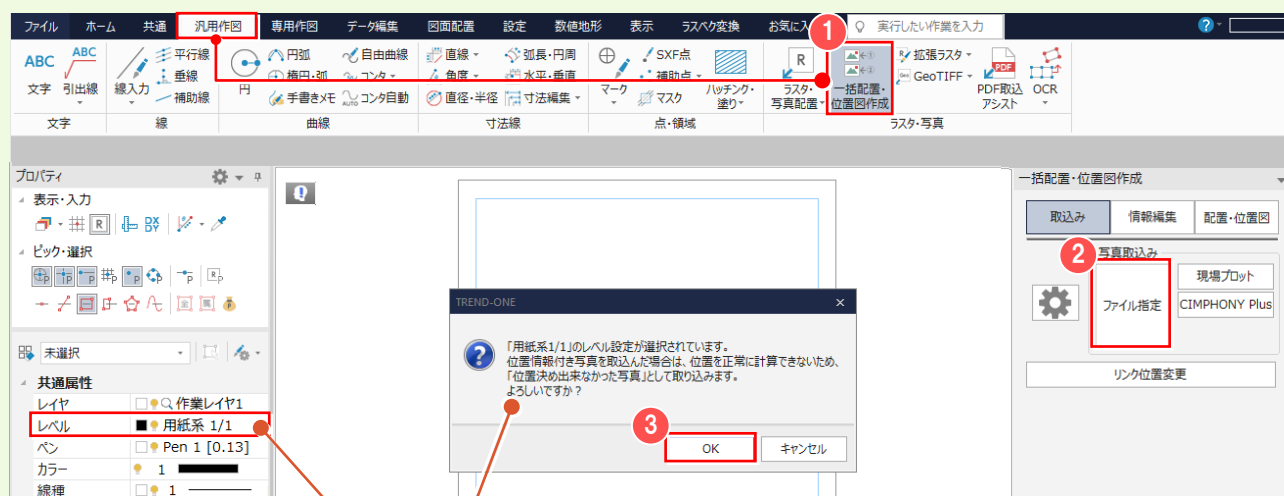 ファイル ホーム 共通 汎用作図 専用作図 データ編集 図面配置 設定 数値地形 表示 ラスベク変換 お気に入 実行したい作業を入力
1
ABC ABC 平行線 円弧 自由曲線 直線 弧長・円周 SXF点 R 拡張ラスタ PDF
垂線 楕円・弧 コンタ 角度 水平・垂直 補助点 GeoTIFF
文字 引出線 線入力 補助線 円 手書きメモ コンタ自動 直径・半径 寸法編集 マーク マスク ハッチング・塗り ラスタ・写真配置 一括配置・位置図作成 PDF取込アシスト OCR
文字 線 曲線 寸法線 点・領域 ラスタ・写真
プロパティ
表示・入力
ピック・選択
未選択
共通属性
レイヤ 作業レイヤ1
レベル 用紙系 1/1
ペン Pen 1 [0.13]
カラー 1
線種 1
TREND-ONE
「用紙系1/1」のレベル設定が選択されています。
位置情報付き写真を取込んだ場合は、位置を正常に計算できないため、
「位置決め出来なかった写真」として取り込みます。
よろしいですか？
3
OK キャンセル
一括配置・位置図作成
取込み 情報編集 配置・位置図
2
写真取込み
ファイル指定
現場プロット
CIMPHONY Plus
リンク位置変更